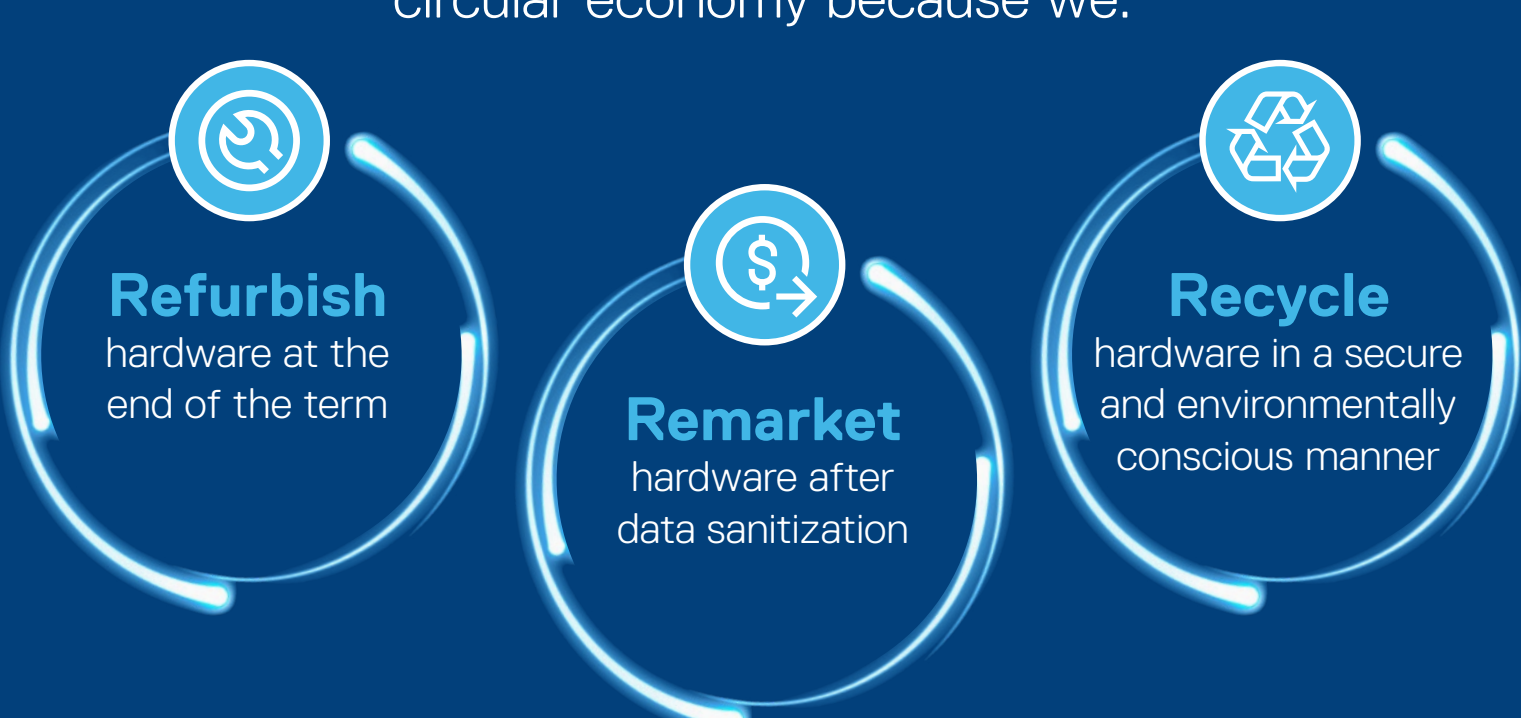 circular economy because we:
Refurbish
hardware at the
end of the term
Remarket
hardware after
data sanitization
Recycle
hardware in a secure
and environmentally
conscious manner